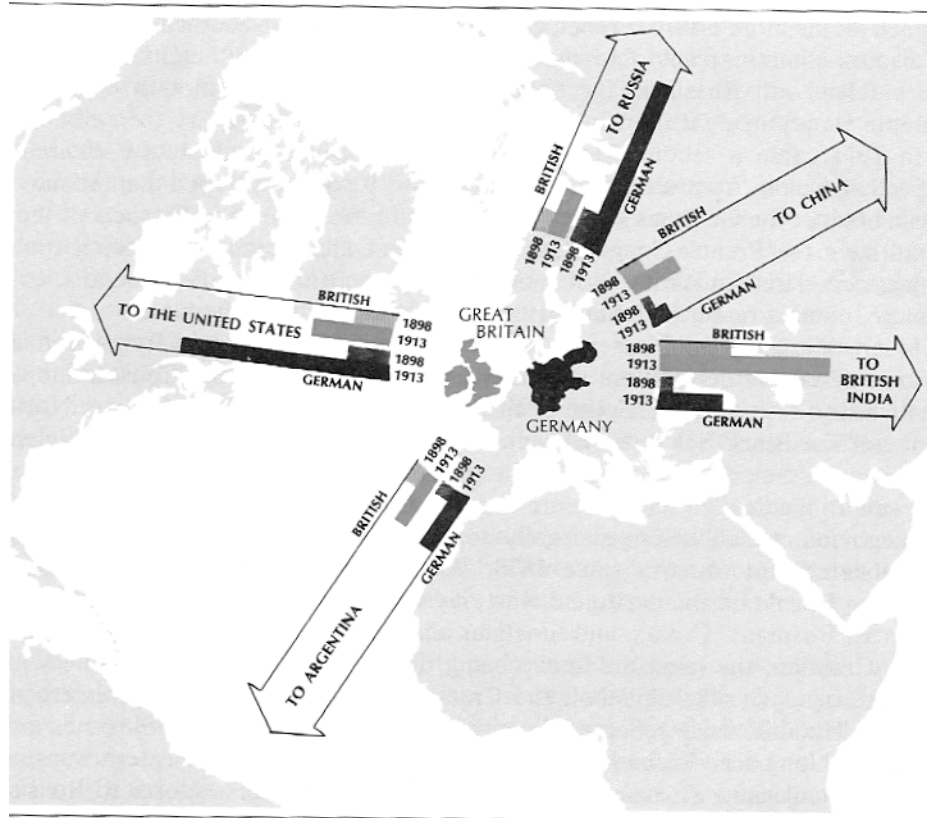 TO RUSSIA
BRITISH
GERMAN
1898
1913
1898
1913
TO CHINA
BRITISH
GERMAN
1898
1913
1898
1913
TO THE UNITED STATES
BRITISH
GERMAN
1898
1913
1898
1913
GREAT
BRITAIN
GERMANY
TO
BRITISH
INDIA
BRITISH
GERMAN
1898
1913
1898
1913
TO ARGENTINA
BRITISH
GERMAN
1898
1913
1898
1913